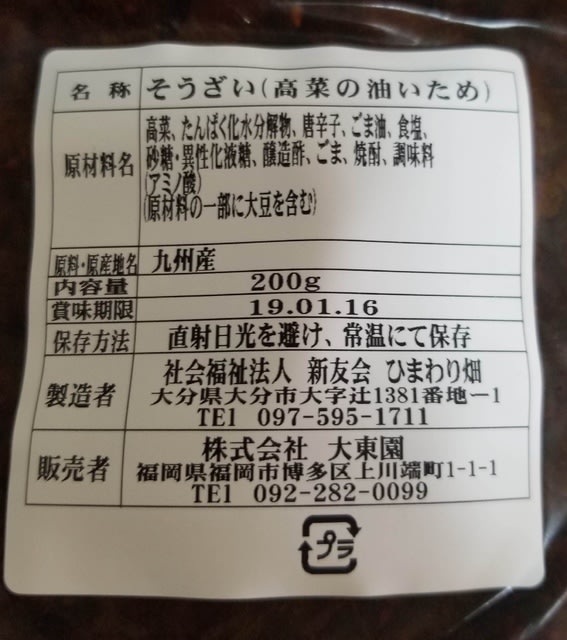 名称 そうざい(高菜の油いため)
原材料名 高菜、たんぱく化水分解物、唐辛子、ごま油、食塩、
砂糖・異性化液糖、醸造酢、ごま、焼酎、調味料
(アミノ酸)
(原材料の一部に大豆を含む)
原料・原産地名 九州産
内容量 200g
賞味期限 19.01.16
保存方法 直射日光を避け、常温にて保存
製造者 社会福祉法人 新友会 ひまわり畑
大分県大分市大字辻1381番地ー1
TEl 097-595-1711
販売者 株式会社 大東園
福岡県福岡市博多区上川端町1-1-1
TEl 092-282-0099
プラ